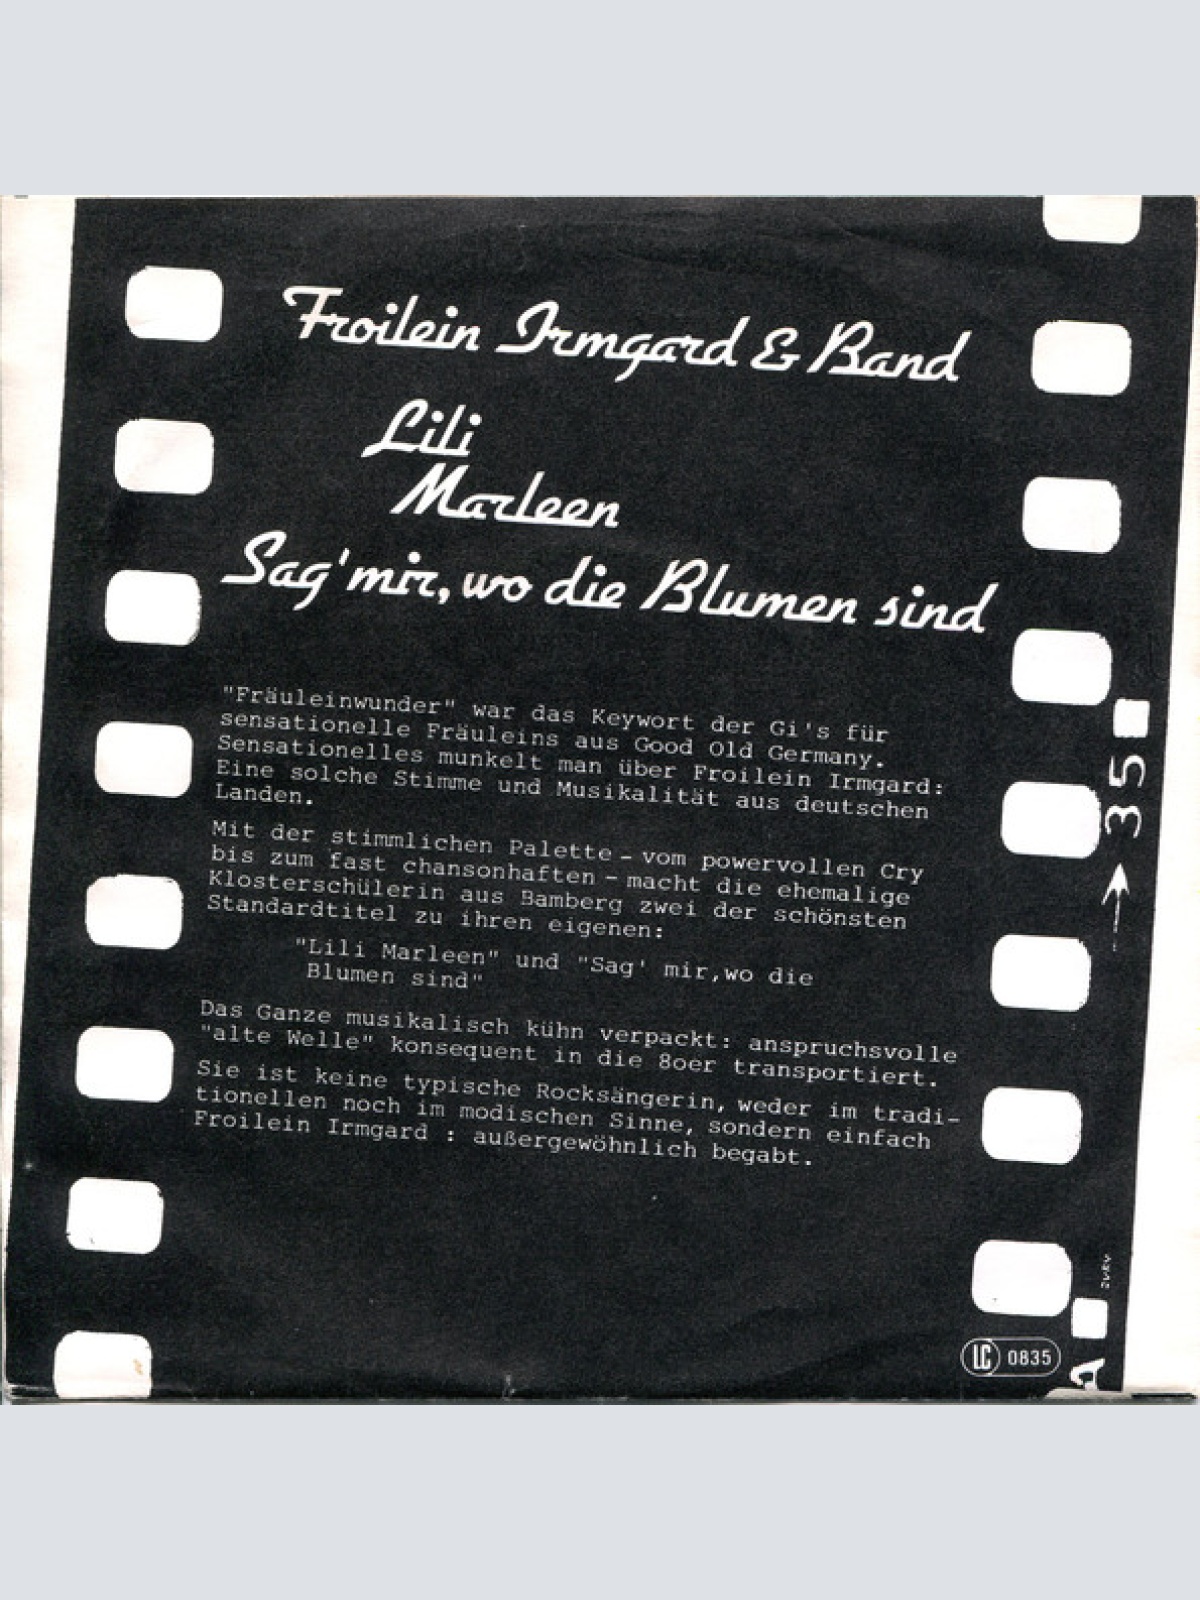 Froilein Irmgard & Band
Lili
Marleen
Sag' mir, wo die Blumen sind
"Fräuleinwunder" war das Keywort der Gi's für
sensationelle Fräuleins aus Good Old Germany.
Sensationelles munkelt man über Froilein Irmgard:
Eine solche Stimme und Musikalität aus deutschen
Landen.
Mit der stimmlichen Palette – vom powervollen Cry
bis zum fast chansonhaften – macht die ehemalige
Klosterschülerin aus Bamberg zwei der schönsten
Standardtitel zu ihren eigenen:
"Lili Marleen" und "Sag' mir,wo die
Blumen sind"
Das Ganze musikalisch kühn verpackt: anspruchsvolle
"alte Welle" konsequent in die 8oer transportiert.
Sie ist keine typische Rocksängerin, weder im tradi-
tionellen noch im modischen Sinne, sondern einfach
Froilein Irmgard : außergewöhnlich begabt.
35
A
LC 0835